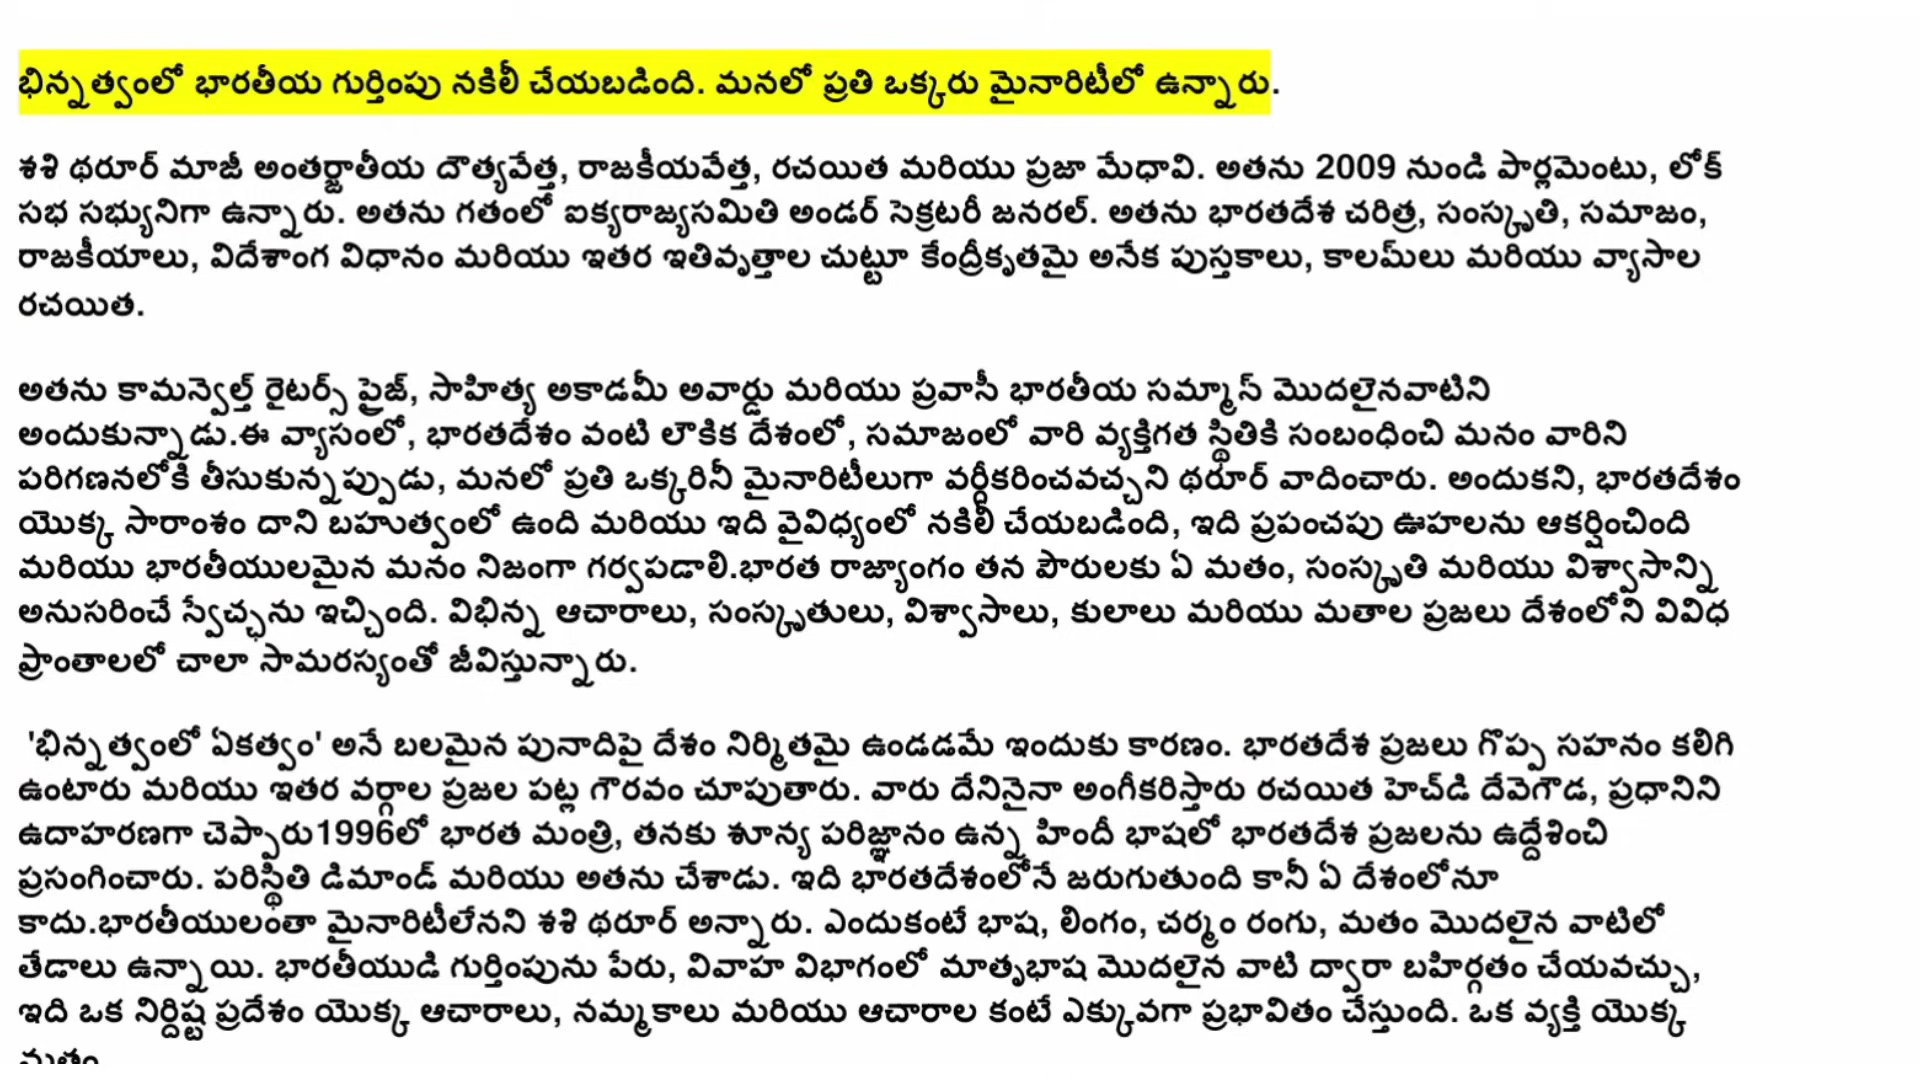 భిన్నత్వంలో భారతీయ గుర్తింపు నకిలీ చేయబడింది. మనలో ప్రతి ఒక్కరు మైనారిటీలో ఉన్నారు.
శశి థరూర్ మాజీ అంతర్జాతీయ దౌత్యవేత్త, రాజకీయవేత్త, రచయిత మరియు ప్రజా మేధావి. అతను 2009 నుండి పార్లమెంటు, లోక్
సభ సభ్యునిగా ఉన్నారు. అతను గతంలో ఐక్యరాజ్యసమితి అండర్ సెక్రటరీ జనరల్. అతను భారతదేశ చరిత్ర, సంస్కృతి, సమాజం,
రాజకీయాలు, విదేశాంగ విధానం మరియు ఇతర ఇతివృత్తాల చుట్టూ కేంద్రీకృతమై అనేక పుస్తకాలు, కాలమ్‌లు మరియు వ్యాసాల
రచయిత.
అతను కామన్వెల్త్ రైటర్స్ ప్రైజ్, సాహిత్య అకాడమీ అవార్డు మరియు ప్రవాసీ భారతీయ సమ్మాస్ మొదలైనవాటిని
అందుకున్నాడు.ఈ వ్యాసంలో, భారతదేశం వంటి లౌకిక దేశంలో, సమాజంలో వారి వ్యక్తిగత స్థితికి సంబంధించి మనం వారిని
పరిగణనలోకి తీసుకున్నప్పుడు, మనలో ప్రతి ఒక్కరినీ మైనారిటీలుగా వర్గీకరించవచ్చని థరూర్ వాదించారు. అందుకని, భారతదేశం
యొక్క సారాంశం దాని బహుత్వంలో ఉంది మరియు ఇది వైవిధ్యంలో నకిలీ చేయబడింది, ఇది ప్రపంచపు ఊహలను ఆకర్షించింది
మరియు భారతీయులమైన మనం నిజంగా గర్వపడాలి.భారత రాజ్యాంగం తన పౌరులకు ఏ మతం, సంస్కృతి మరియు విశ్వాసాన్ని
అనుసరించే స్వేచ్ఛను ఇచ్చింది. విభిన్న ఆచారాలు, సంస్కృతులు, విశ్వాసాలు, కులాలు మరియు మతాల ప్రజలు దేశంలోని వివిధ
ప్రాంతాలలో చాలా సామరస్యంతో జీవిస్తున్నారు.
'భిన్నత్వంలో ఏకత్వం' అనే బలమైన పునాదిపై దేశం నిర్మితమై ఉండడమే ఇందుకు కారణం. భారతదేశ ప్రజలు గొప్ప సహనం కలిగి
ఉంటారు మరియు ఇతర వర్గాల ప్రజల పట్ల గౌరవం చూపుతారు. వారు దేనినైనా అంగీకరిస్తారు రచయిత హెచ్‌డి దేవెగౌడ, ప్రధానిని
ఉదాహరణగా చెప్పారు1996లో భారత మంత్రి, తనకు శూన్య పరిజ్ఞానం ఉన్న హిందీ భాషలో భారతదేశ ప్రజలను ఉద్దేశించి
ప్రసంగించారు. పరిస్థితి డిమాండ్ మరియు అతను చేశాడు. ఇది భారతదేశంలోనే జరుగుతుంది కానీ ఏ దేశంలోనూ
కాదు.భారతీయులంతా మైనారిటీలేనని శశి థరూర్ అన్నారు. ఎందుకంటే భాష, లింగం, చర్మం రంగు, మతం మొదలైన వాటిలో
తేడాలు ఉన్నాయి. భారతీయుడి గుర్తింపును పేరు, వివాహ విభాగంలో మాతృభాష మొదలైన వాటి ద్వారా బహిర్గతం చేయవచ్చు,
ఇది ఒక నిర్దిష్ట ప్రదేశం యొక్క ఆచారాలు, నమ్మకాలు మరియు ఆచారాల కంటే ఎక్కువగా ప్రభావితం చేస్తుంది. ఒక వ్యక్తి యొక్క